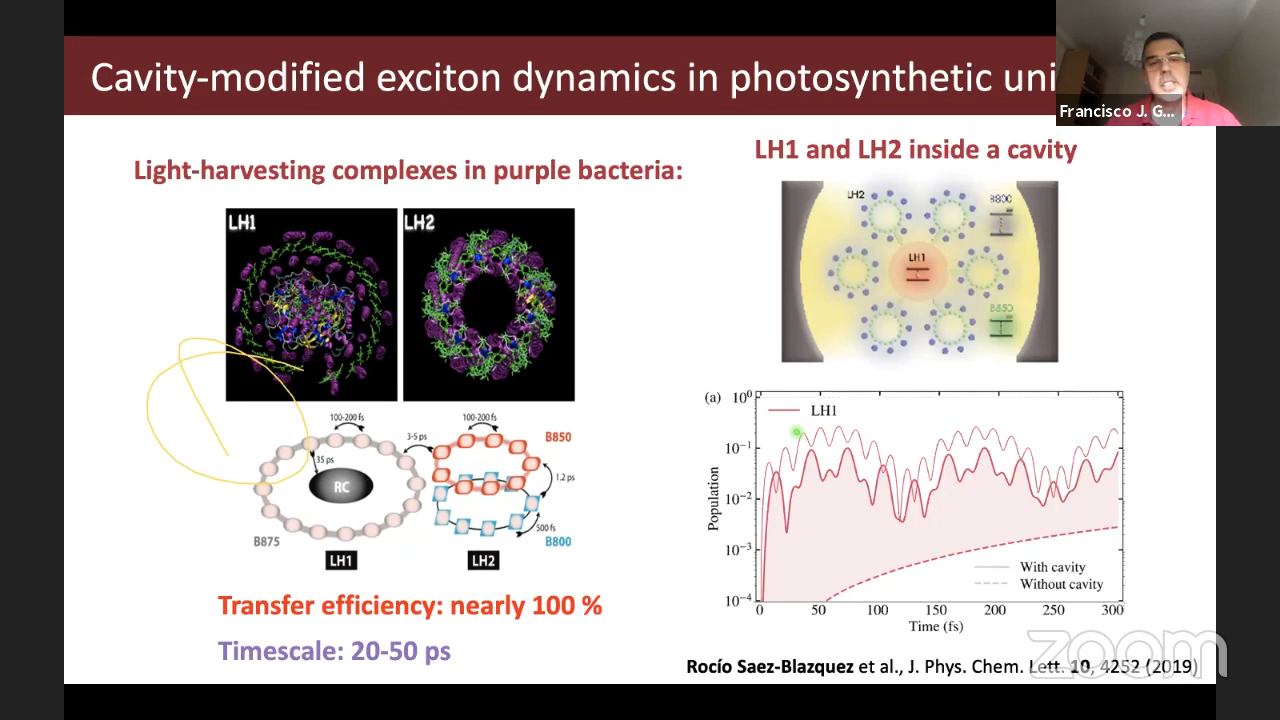 Cavity-modified exciton dynamics in photosynthetic uni
Francisco J. G...
Light-harvesting complexes in purple bacteria:
LH1 and LH2 inside a cavity
LH1
LH2
LH2
B800
LH1
B850
100-200 fs
100-200 fs
3-5 ps
B850
35 ps
RC
1.2 ps
500 fs
B875
B800
LH1
LH2
(a)
10⁰
LH1
10⁻¹
Population
10⁻²
10⁻³
With cavity
Without cavity
10⁻⁴
0 50 100 150 200 250 300
Time (fs)
Transfer efficiency: nearly 100 %
Timescale: 20-50 ps
zoom
Rocío Saez-Blazquez et al., J. Phys. Chem. Lett. 10, 4252 (2019)